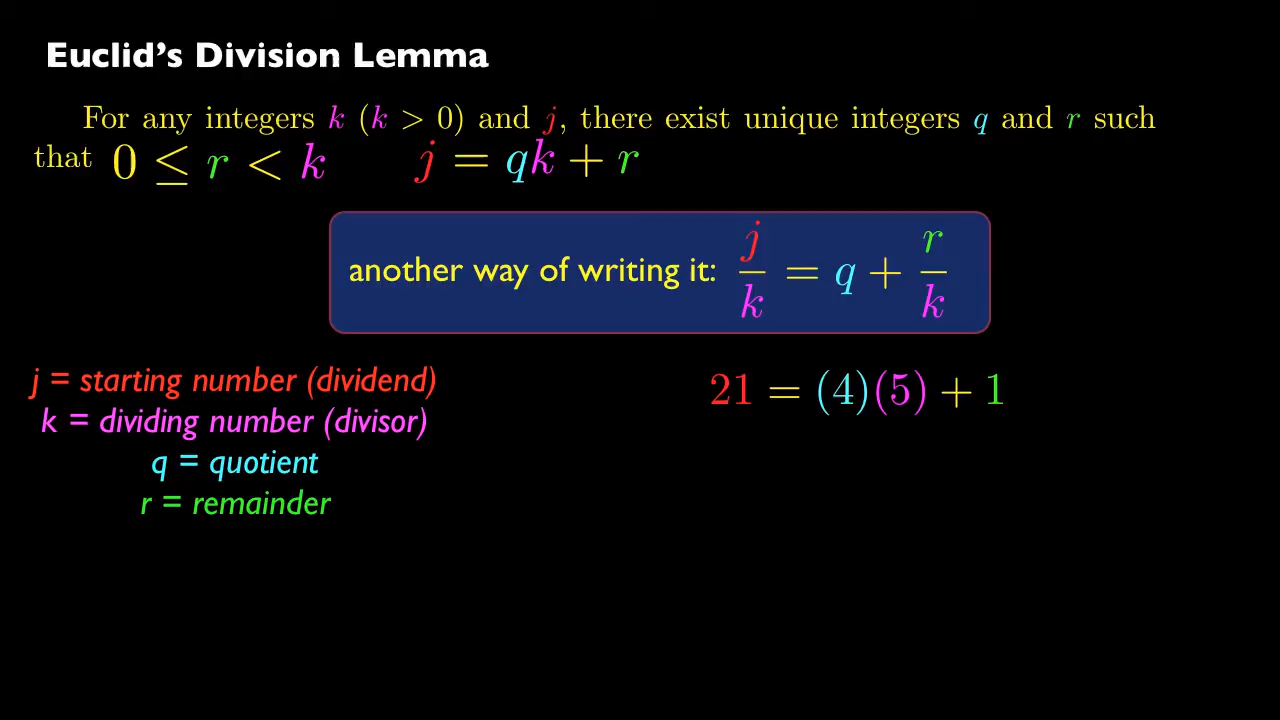 Euclid's Division Lemma
For any integers k (k > 0) and j, there exist unique integers q and r such
that 0 ≤ r < k j = qk + r
another way of writing it: j/k = q + r/k
j = starting number (dividend)
k = dividing number (divisor)
q = quotient
r = remainder
21 = (4)(5) + 1